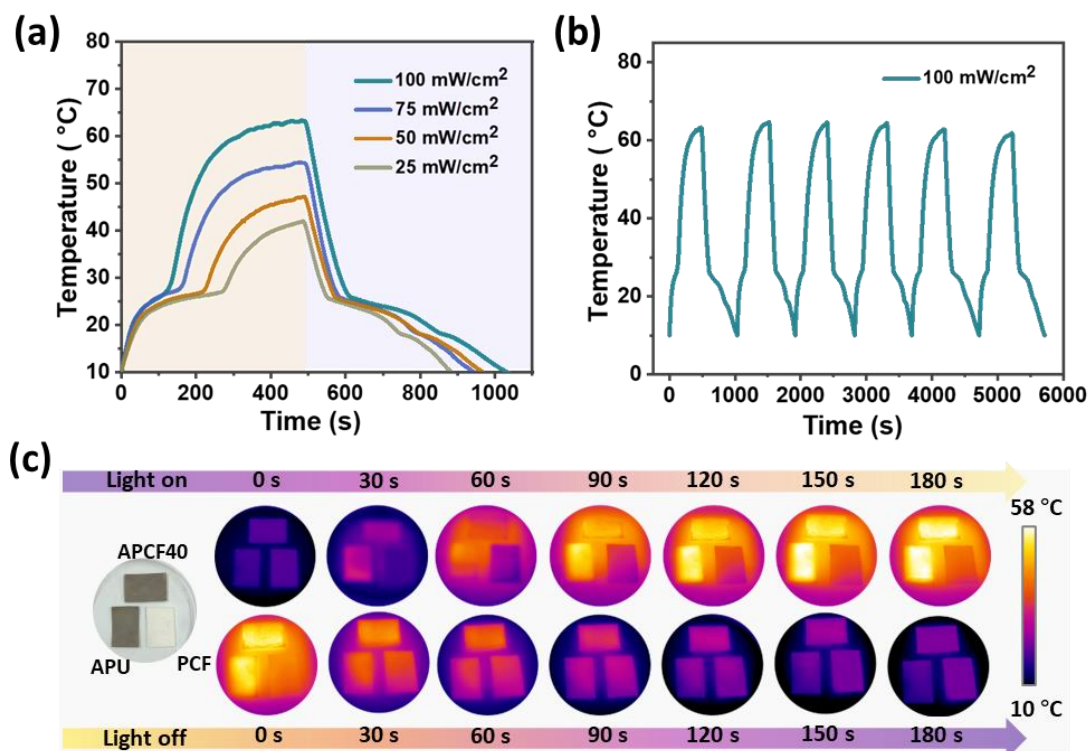 (a)
80
70
60
50
40
30
20
10
Temperature ( °C)
100 mW/cm²
75 mW/cm²
50 mW/cm²
25 mW/cm²
0 200 400 600 800 1000
Time (s)
(b)
80
60
40
20
0
Temperature ( °C)
100 mW/cm²
0 1000 2000 3000 4000 5000 6000
Time (s)
(c)
Light on 0 s 30 s 60 s 90 s 120 s 150 s 180 s
58 °C
APCF40
APU PCF
10 °C
Light off 0 s 30 s 60 s 90 s 120 s 150 s 180 s